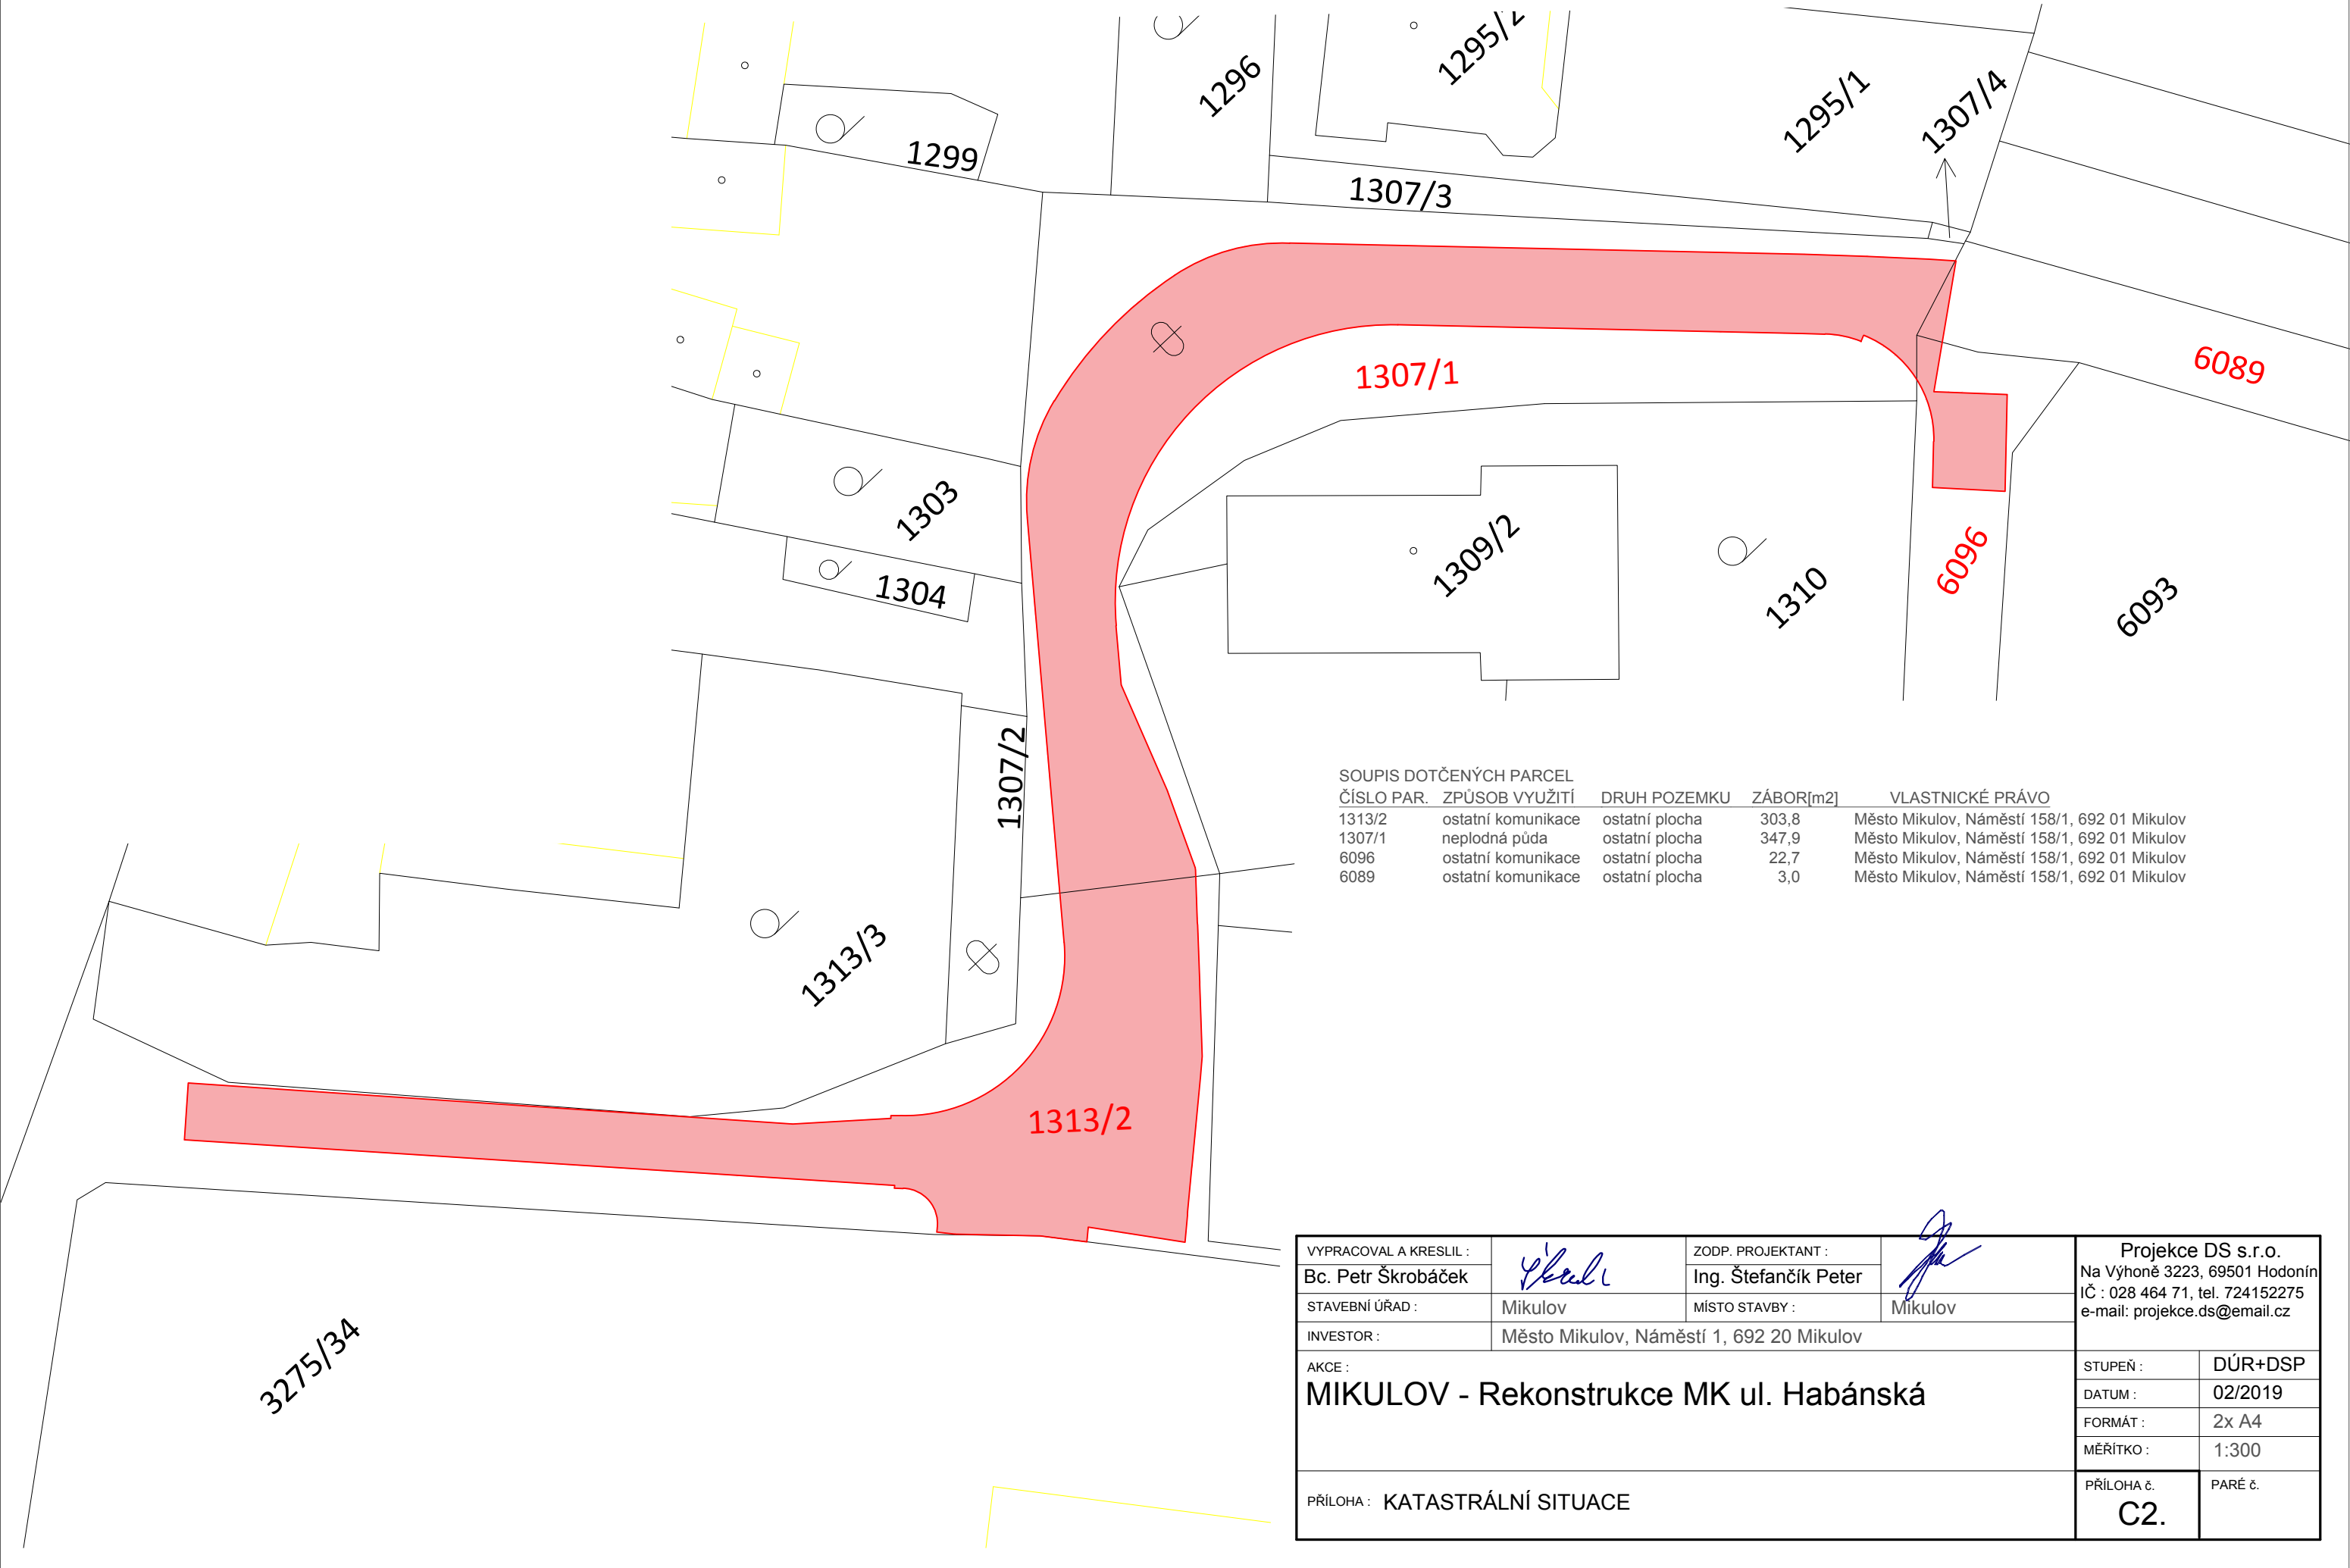 1295/2
1296
1295/1
1307/4
1299
1307/3
1307/1
6089
1303
1309/2
1304
1310
6096
6093
1307/2
SOUPIS DOTČENÝCH PARCEL
ČÍSLO PAR. ZPŮSOB VYUŽITÍ DRUH POZEMKU ZÁBOR[m2] VLASTNICKÉ PRÁVO
1313/2 ostatní komunikace ostatní plocha 303,8 Město Mikulov, Náměstí 158/1, 692 01 Mikulov
1307/1 neplodná půda ostatní plocha 347,9 Město Mikulov, Náměstí 158/1, 692 01 Mikulov
6096 ostatní komunikace ostatní plocha 22,7 Město Mikulov, Náměstí 158/1, 692 01 Mikulov
6089 ostatní komunikace ostatní plocha 3,0 Město Mikulov, Náměstí 158/1, 692 01 Mikulov
1313/3
1313/2
3275/34
VYPRACOVAL A KRESLIL :
Bc. Petr Škrobáček
ZODP. PROJEKTANT :
Ing. Štefančík Peter
STAVEBNÍ ÚŘAD : Mikulov MÍSTO STAVBY : Mikulov
INVESTOR : Město Mikulov, Náměstí 1, 692 20 Mikulov
Projekce DS s.r.o.
Na Výhoně 3223, 69501 Hodonín
IČ : 028 464 71, tel. 724152275
e-mail: projekce.ds@email.cz
AKCE :
MIKULOV - Rekonstrukce MK ul. Habánská
STUPEŇ : DÚR+DSP
DATUM : 02/2019
FORMÁT : 2x A4
MĚŘÍTKO : 1:300
PŘÍLOHA : KATASTRÁLNÍ SITUACE
PŘÍLOHA č.
C2.
PARÉ č.